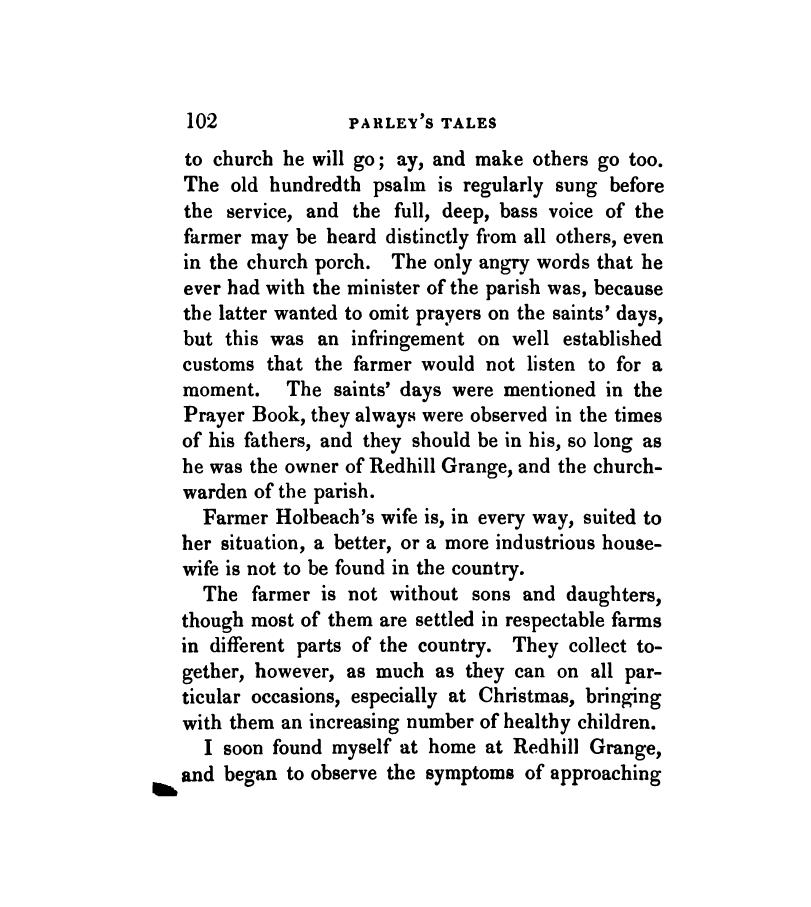 102 PARLEY'S TALES
to church he will go; ay, and make others go too.
The old hundredth psalm is regularly sung before
the service, and the full, deep, bass voice of the
farmer may be heard distinctly from all others, even
in the church porch. The only angry words that he
ever had with the minister of the parish was, because
the latter wanted to omit prayers on the saints' days,
but this was an infringement on well established
customs that the farmer would not listen to for a
moment. The saints' days were mentioned in the
Prayer Book, they always were observed in the times
of his fathers, and they should be in his, so long as
he was the owner of Redhill Grange, and the church-
warden of the parish.
Farmer Holbeach's wife is, in every way, suited to
her situation, a better, or a more industrious house-
wife is not to be found in the country.
The farmer is not without sons and daughters,
though most of them are settled in respectable farms
in different parts of the country. They collect to-
gether, however, as much as they can on all par-
ticular occasions, especially at Christmas, bringing
with them an increasing number of healthy children.
I soon found myself at home at Redhill Grange,
and began to observe the symptoms of approaching